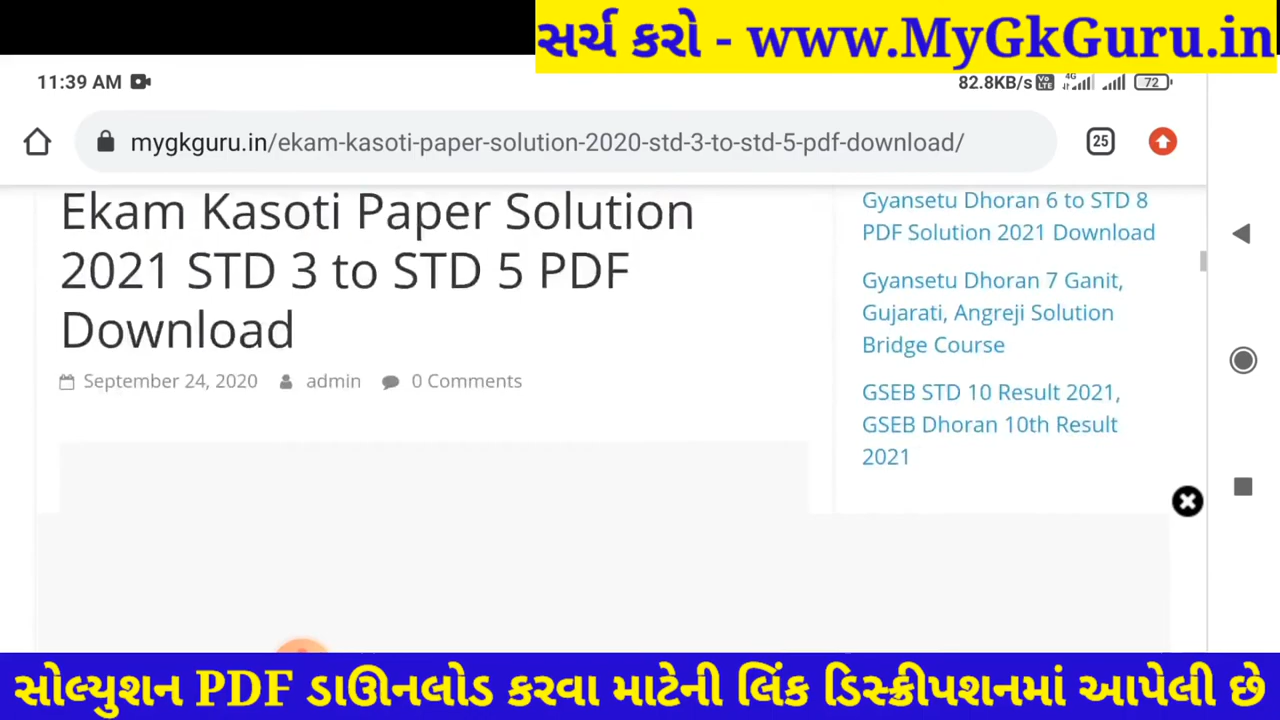 સર્ચ કરો - www.MyGkGuru.in
11:39 AM
82.8KB/s Vo LTE 4G 72
mygkguru.in/ekam-kasoti-paper-solution-2020-std-3-to-std-5-pdf-download/
25
Ekam Kasoti Paper Solution
2021 STD 3 to STD 5 PDF
Download
September 24, 2020 admin 0 Comments
Gyansetu Dhoran 6 to STD 8
PDF Solution 2021 Download
Gyansetu Dhoran 7 Ganit,
Gujarati, Angreji Solution
Bridge Course
GSEB STD 10 Result 2021,
GSEB Dhoran 10th Result
2021
સોલ્યુશન PDF ડાઊનલોડ કરવા માટેની લિંક ડિસ્ક્રીપશનમાં આપેલી છે